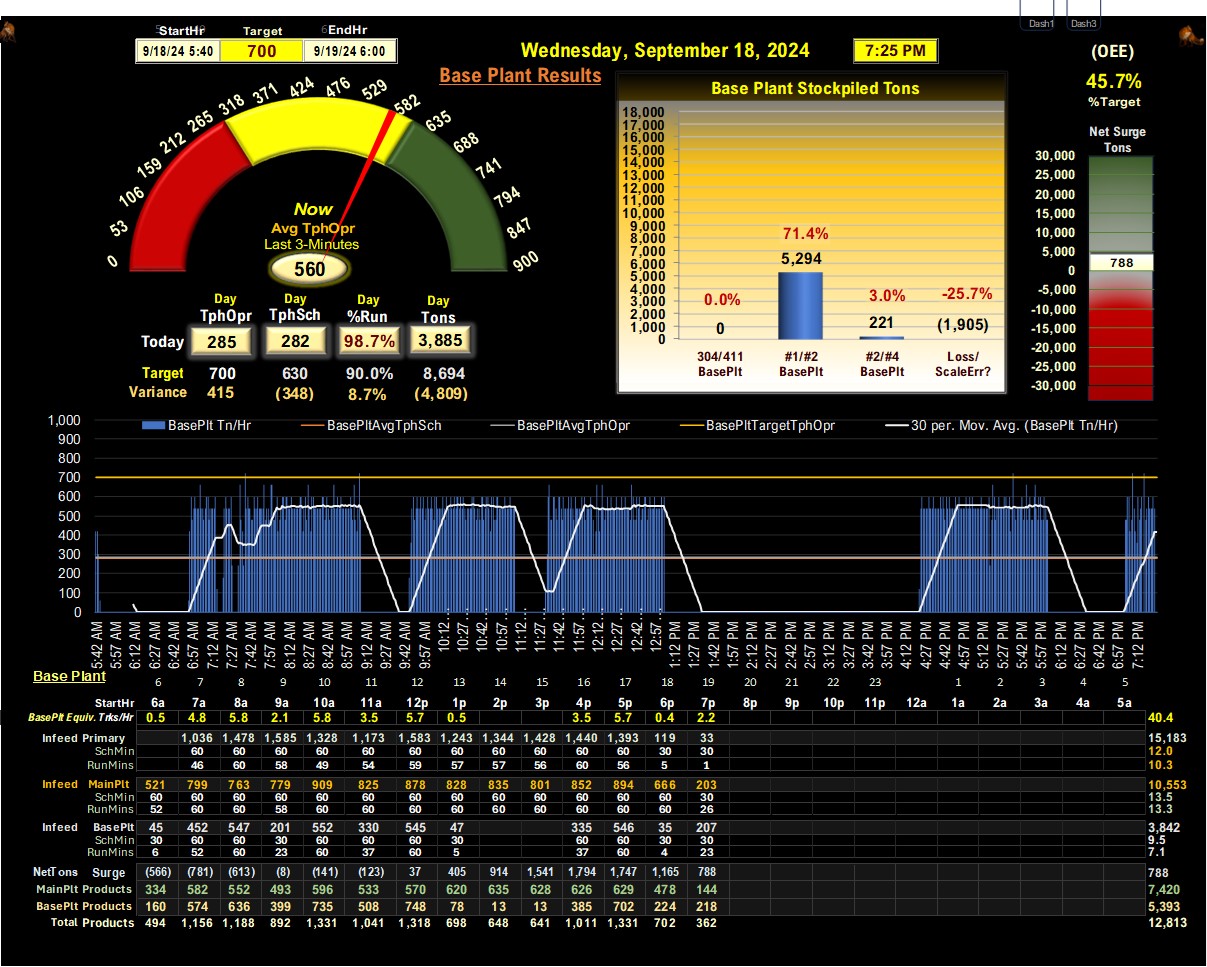 Dash1 Dash3
StartHr Target EndHr
9/18/24 5:40 700 9/19/24 6:00
Wednesday, September 18, 2024 7:25 PM
(OEE)
45.7%
%Target
Base Plant Results
Base Plant Stockpiled Tons
18,000
17,000
16,000
15,000
14,000
13,000
12,000
11,000
10,000
9,000
8,000
7,000
6,000
5,000
4,000
3,000
2,000
1,000
0
0.0% 71.4% 3.0% -25.7%
0 5,294 221 (1,905)
304/411 #1/#2 #2/#4 Loss/
BasePlt BasePlt BasePlt ScaleErr?
Net Surge
Tons
30,000
25,000
20,000
15,000
10,000
5,000
0
-5,000
-10,000
-15,000
-20,000
-25,000
-30,000
788
0 53 106 159 212 265 318 371 424 476 529 582 635 688 741 794 847 900
Now
Avg TphOpr
Last 3-Minutes
560
Day Day Day Day
TphOpr TphSch %Run Tons
Today 285 282 98.7% 3,885
Target 700 630 90.0% 8,694
Variance 415 (348) 8.7% (4,809)
BasePlt Tn/Hr BasePltAvgTphSch BasePltAvgTphOpr BasePltTargetTphOpr 30 per. Mov. Avg. (BasePlt Tn/Hr)
1,000
900
800
700
600
500
400
300
200
100
0
5:42 AM 5:57 AM 6:12 AM 6:27 AM 6:42 AM 6:57 AM 7:12 AM 7:27 AM 7:42 AM 7:57 AM 8:12 AM 8:27 AM 8:42 AM 8:57 AM 9:12 AM 9:27 AM 9:42 AM 9:57 AM 10:12... 10:27... 10:42... 10:57... 11:12... 11:27... 11:42... 11:57... 12:12... 12:27... 12:42... 12:57... 1:12 PM 1:27 PM 1:42 PM 1:57 PM 2:12 PM 2:27 PM 2:42 PM 2:57 PM 3:12 PM 3:27 PM 3:42 PM 3:57 PM 4:12 PM 4:27 PM 4:42 PM 4:57 PM 5:12 PM 5:27 PM 5:42 PM 5:57 PM 6:12 PM 6:27 PM 6:42 PM 6:57 PM 7:12 PM
Base Plant 6 7 8 9 10 11 12 13 14 15 16 17 18 19 20 21 22 23 1 2 3 4 5
StartHr 6a 7a 8a 9a 10a 11a 12p 1p 2p 3p 4p 5p 6p 7p 8p 9p 10p 11p 12a 1a 2a 3a 4a 5a
BasePlt Equiv. Trks/Hr 0.5 4.8 5.8 2.1 5.8 3.5 5.7 0.5 3.5 5.7 0.4 2.2 40.4
Infeed Primary 1,036 1,478 1,585 1,328 1,173 1,583 1,243 1,344 1,428 1,440 1,393 119 33 15,183
SchMin 60 60 60 60 60 60 60 60 60 60 60 30 30 12.0
RunMins 46 60 58 49 54 59 57 57 56 60 56 5 1 10.3
Infeed MainPlt 521 799 763 779 909 825 878 828 835 801 852 894 666 203 10,553
SchMin 60 60 60 60 60 60 60 60 60 60 60 60 60 30 13.5
RunMins 52 60 60 58 60 60 60 60 60 60 60 60 60 26 13.3
Infeed BasePlt 45 452 547 201 552 330 545 47 335 546 35 207 3,842
SchMin 30 60 60 30 60 60 60 30 60 60 30 30 9.5
RunMins 6 52 60 23 60 37 60 5 37 60 4 23 7.1
NetTons Surge (566) (781) (613) (8) (141) (123) 37 405 914 1,541 1,794 1,747 1,165 788 788
MainPlt Products 334 582 552 493 596 533 570 620 635 628 626 629 478 144 7,420
BasePlt Products 160 574 636 399 735 508 748 78 13 13 385 702 224 218 5,393
Total Products 494 1,156 1,188 892 1,331 1,041 1,318 698 648 641 1,011 1,331 702 362 12,813